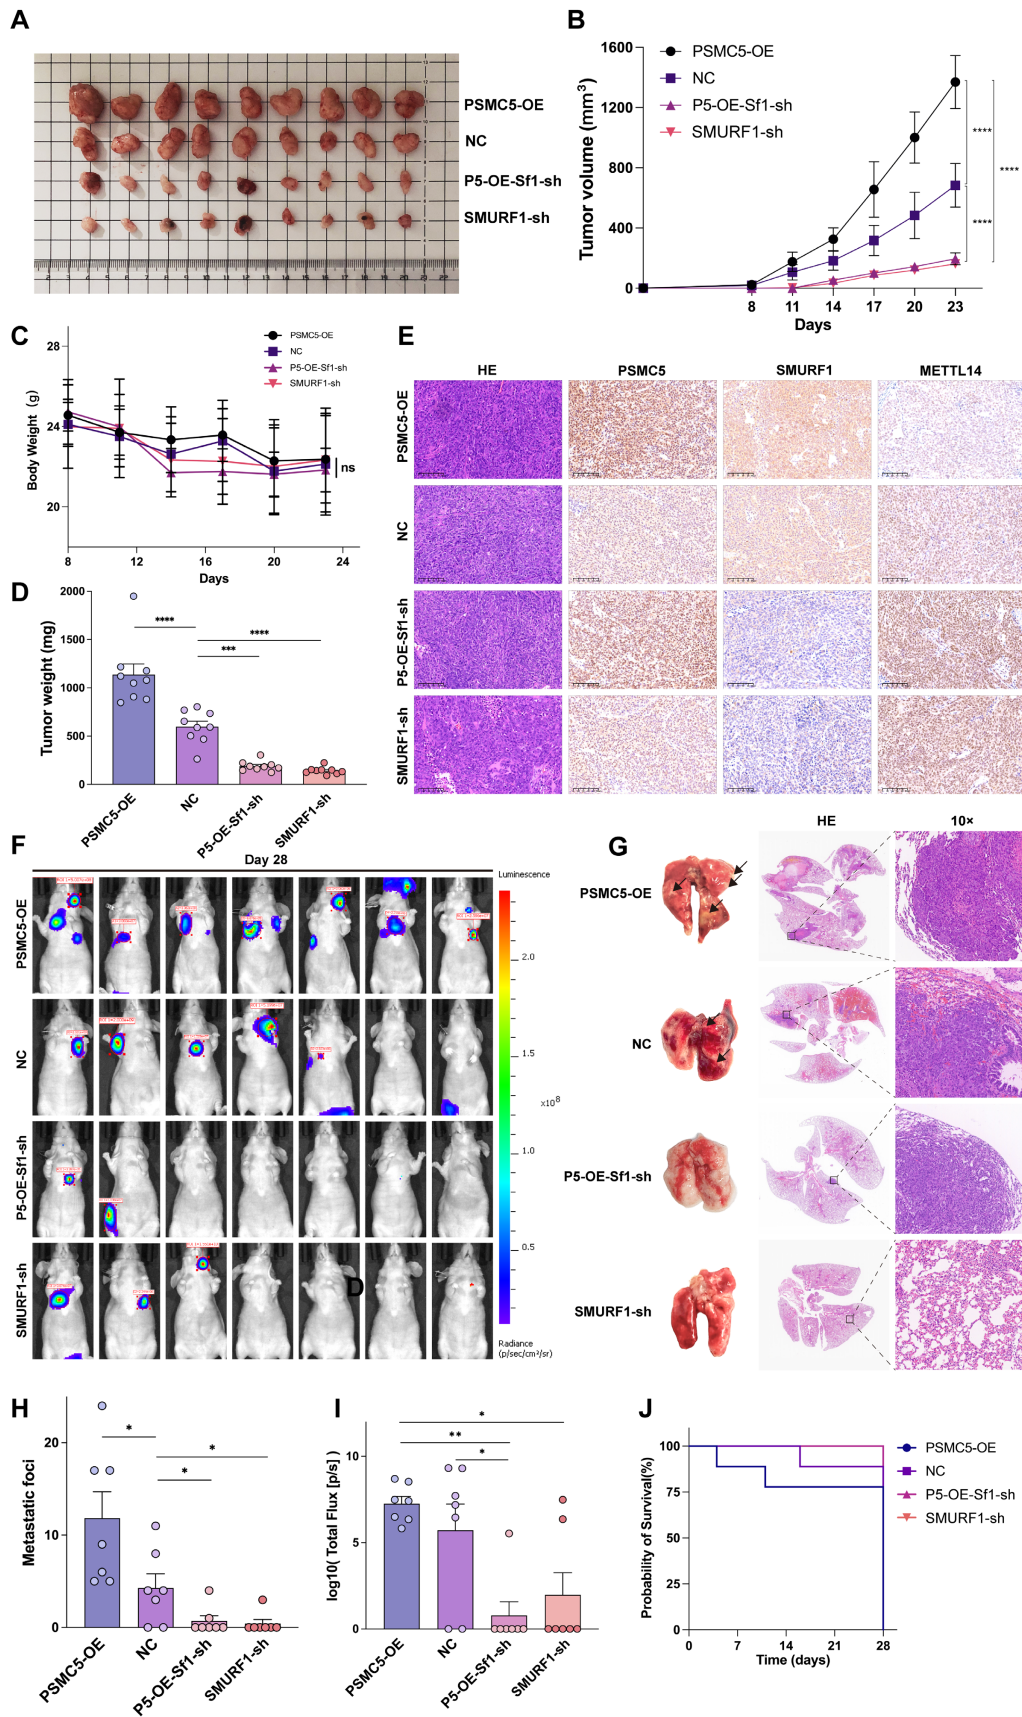 A
PSMC5-OE
NC
P5-OE-Sf1-sh
SMURF1-sh
B
Tumor volume (mm³)
1600
1200
800
400
0
8 11 14 17 20 23
Days
PSMC5-OE
NC
P5-OE-Sf1-sh
SMURF1-sh
****
****
****
C
Body Weight (g)
28
24
20
8 12 16 20 24
Days
PSMC5-OE
NC
P5-OE-Sf1-sh
SMURF1-sh
ns
D
Tumor weight (mg)
2000
1500
1000
500
0
****
****
***
PSMC5-OE
NC
P5-OE-Sf1-sh
SMURF1-sh
E
HE PSMC5 SMURF1 METTL14
PSMC5-OE
NC
P5-OE-Sf1-sh
SMURF1-sh
F
Day 28
PSMC5-OE
NC
P5-OE-Sf1-sh
SMURF1-sh
D
Luminescence
2.0
1.5
×10⁸
1.0
0.5
Radiance
(p/sec/cm²/sr)
G
HE 10×
PSMC5-OE
NC
P5-OE-Sf1-sh
SMURF1-sh
H
Metastatic foci
20
10
0
*
*
*
PSMC5-OE
NC
P5-OE-Sf1-sh
SMURF1-sh
I
log10( Total Flux [p/s] )
10
5
0
*
**
*
PSMC5-OE
NC
P5-OE-Sf1-sh
SMURF1-sh
J
Probability of Survival(%)
100
75
50
25
0
0 7 14 21 28
Time (days)
PSMC5-OE
NC
P5-OE-Sf1-sh
SMURF1-sh